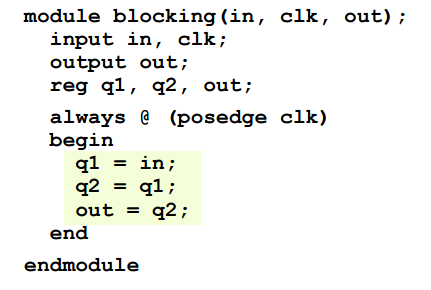 module blocking(in, clk, out);
input in, clk;
output out;
reg q1, q2, out;
always @ (posedge clk)
begin
q1 = in;
q2 = q1;
out = q2;
end
endmodule